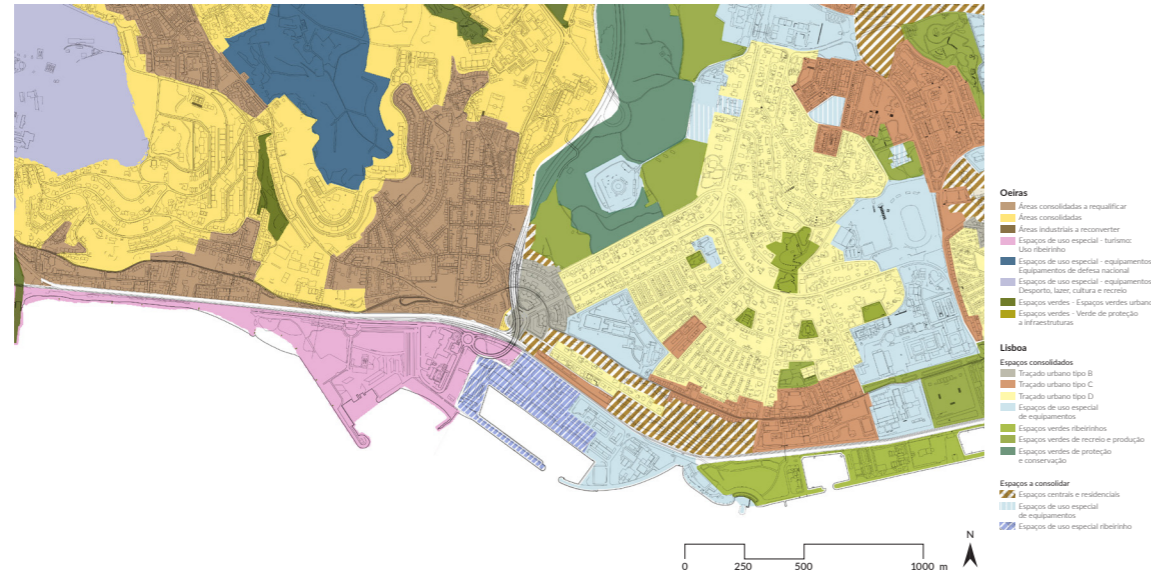 Oeiras
Áreas consolidadas a requalificar
Áreas consolidadas
Áreas industriais a reconverter
Espaços de uso especial - turismo:
Uso ribeirinho
Espaços de uso especial - equipamentos
Equipamentos de defesa nacional
Espaços de uso especial - equipamentos
Desporto, lazer, cultura e recreio
Espaços verdes - Espaços verdes urbano
Espaços verdes - Verde de proteção
a infraestruturas
Lisboa
Espaços consolidados
Traçado urbano tipo B
Traçado urbano tipo C
Traçado urbano tipo D
Espaços de uso especial
de equipamentos
Espaços verdes ribeirinhos
Espaços verdes de recreio e produção
Espaços verdes de proteção
e conservação
Espaços a consolidar
Espaços centrais e residenciais
Espaços de uso especial
de equipamentos
Espaços de uso especial ribeirinho
N
0 250 500 1000 m